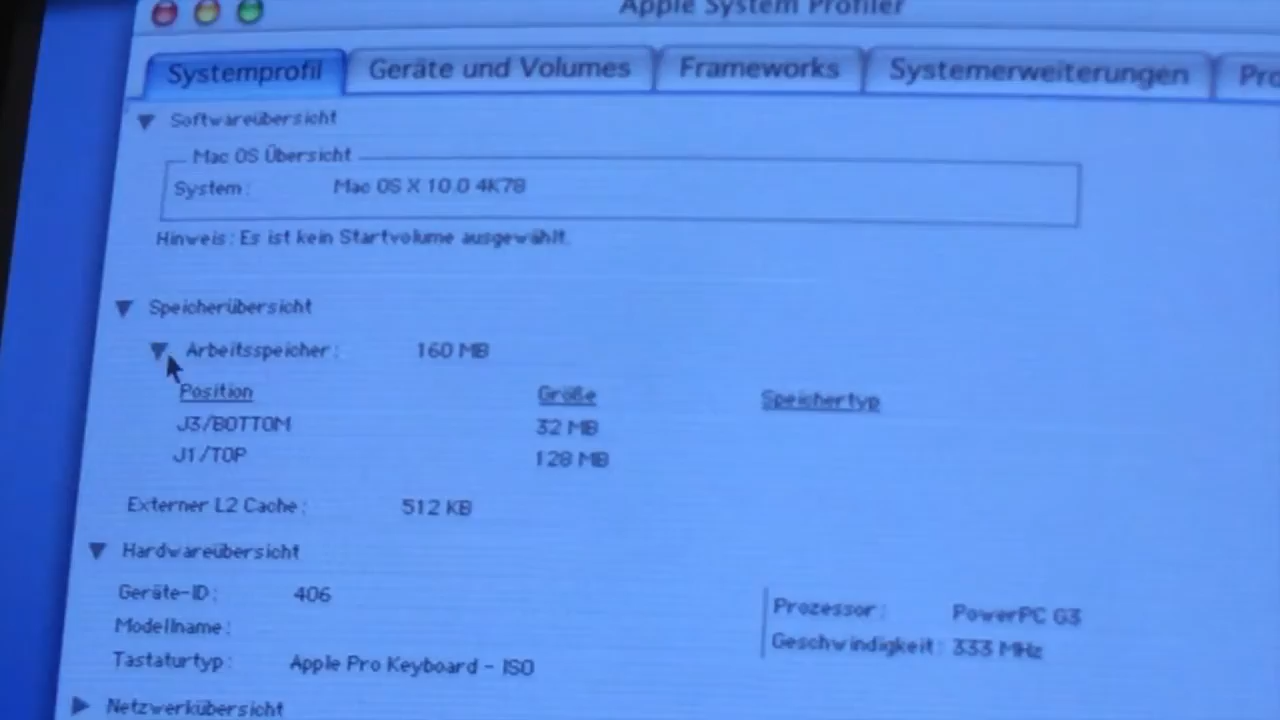 Apple System Profiler
Systemprofil Geräte und Volumes Frameworks Systemerweiterungen
Softwareübersicht
Mac OS Übersicht
System: Mac OS X 10.0 4K78
Hinweis: Es ist kein Startvolume ausgewählt.
Speicherübersicht
Arbeitsspeicher: 160 MB
Position Größe Speichertyp
J3/BOTTOM 32 MB
J1/TOP 128 MB
Externer L2 Cache: 512 KB
Hardwareübersicht
Geräte-ID: 406 Prozessor: PowerPC G3
Modellname: Geschwindigkeit: 333 MHz
Tastaturtyp: Apple Pro Keyboard - ISO
Netzwerkübersicht